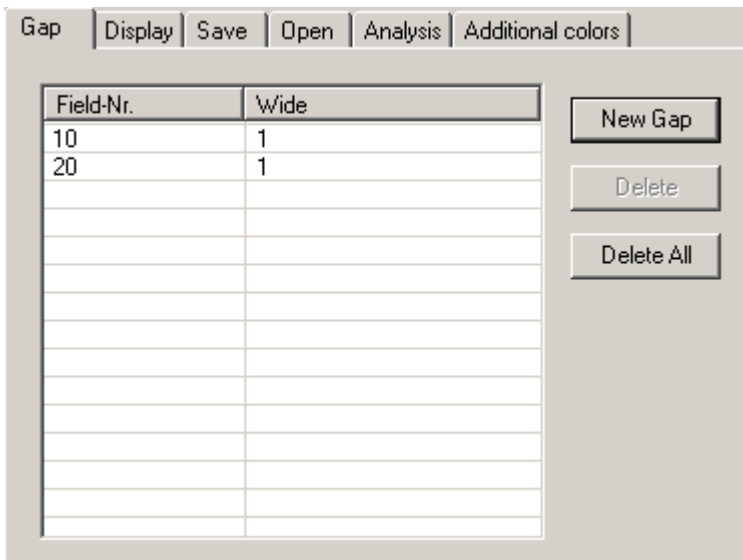 Gap Display Save Open Analysis Additional colors
Field-Nr. Wide
New Gap
10 1
20 1
Delete
Delete All